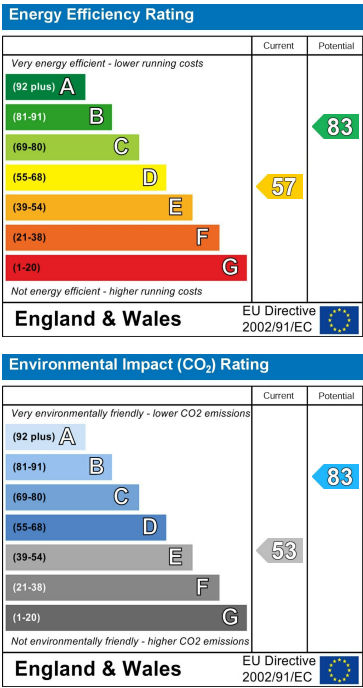 Energy Efficiency Rating
Current Potential
Very energy efficient - lower running costs
(92 plus) A
(81-91) B
83
(69-80) C
(55-68) D
57
(39-54) E
(21-38) F
(1-20) G
Not energy efficient - higher running costs
England & Wales
EU Directive
2002/91/EC
Environmental Impact (CO₂) Rating
Current Potential
Very environmentally friendly - lower CO2 emissions
(92 plus) A
(81-91) B
83
(69-80) C
(55-68) D
(39-54) E
53
(21-38) F
(1-20) G
Not environmentally friendly - higher CO2 emissions
England & Wales
EU Directive
2002/91/EC